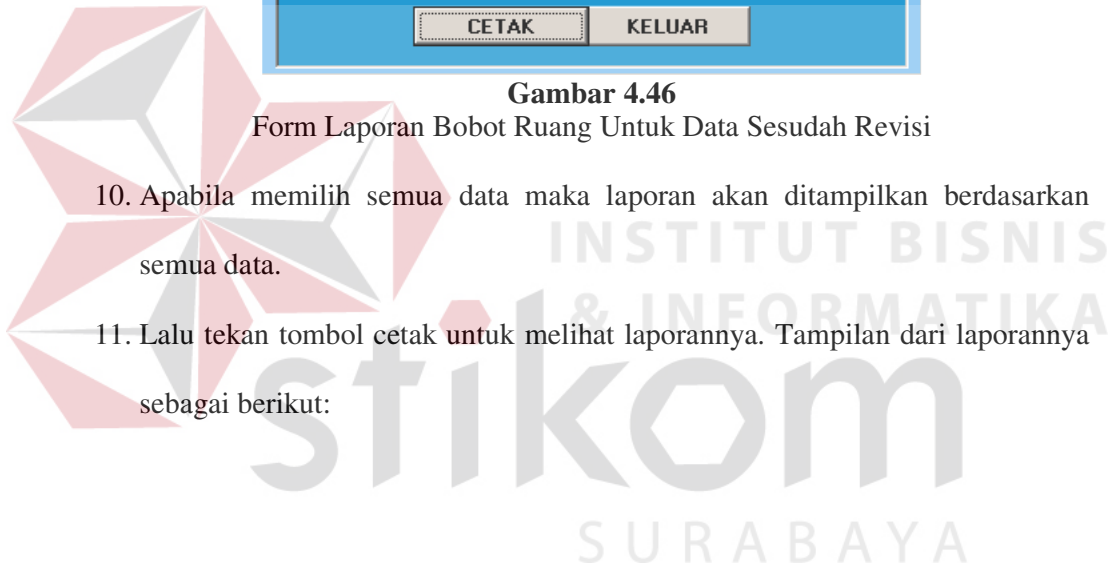 CETAK KELUAR
Gambar 4.46
Form Laporan Bobot Ruang Untuk Data Sesudah Revisi
10. Apabila memilih semua data maka laporan akan ditampilkan berdasarkan
semua data.
11. Lalu tekan tombol cetak untuk melihat laporannya. Tampilan dari laporannya
sebagai berikut:
INSTITUT BISNIS
& INFORMATIKA
stikom
SURABAYA